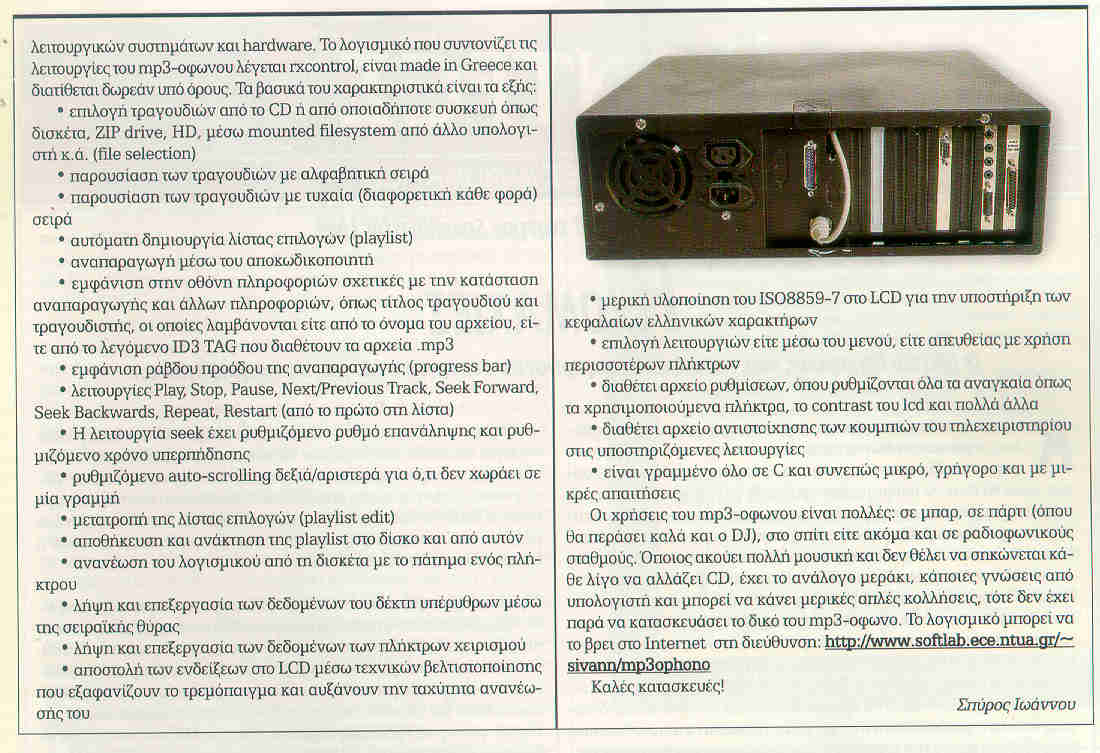 λειτουργικών συστημάτων και hardware. Το λογισμικό που συντονίζει τις
λειτουργίες του mp3-οφωνου λέγεται rxcontrol, είναι made in Greece και
διατίθεται δωρεάν υπό όρους. Τα βασικά του χαρακτηριστικά είναι τα εξής:
• επιλογή τραγουδιών από το CD ή από οποιαδήποτε συσκευή όπως
δισκέτα, ZIP drive, HD, μέσω mounted filesystem από άλλο υπολογι-
στή κ.ά. (file selection)
• παρουσίαση των τραγουδιών με αλφαβητική σειρά
• παρουσίαση των τραγουδιών με τυχαία (διαφορετική κάθε φορά)
σειρά
• αυτόματη δημιουργία λίστας επιλογών (playlist)
• αναπαραγωγή μέσω του αποκωδικοποιητή
• εμφάνιση στην οθόνη πληροφοριών σχετικές με την κατάσταση
αναπαραγωγής και άλλων πληροφοριών, όπως τίτλος τραγουδιού και
τραγουδιστής, οι οποίες λαμβάνονται είτε από το όνομα του αρχείου, εί-
τε από το λεγόμενο ID3 TAG που διαθέτουν τα αρχεία .mp3
• εμφάνιση ράβδου προόδου της αναπαραγωγής (progress bar)
• λειτουργίες Play, Stop, Pause, Next/Previous Track, Seek Forward,
Seek Backwards, Repeat, Restart (από το πρώτο στη λίστα)
• Η λειτουργία seek έχει ρυθμιζόμενο ρυθμό επανάληψης και ρυθ-
μιζόμενο χρόνο υπερπήδησης
• ρυθμιζόμενο auto-scrolling δεξιά/αριστερά για ό,τι δεν χωράει σε
μία γραμμή
• μετατροπή της λίστας επιλογών (playlist edit)
• αποθήκευση και ανάκτηση της playlist στο δίσκο και από αυτόν
• ανανέωση του λογισμικού από τη δισκέτα με το πάτημα ενός πλή-
κτρου
• λήψη και επεξεργασία των δεδομένων του δέκτη υπέρυθρων μέσω
της σειραϊκής θύρας
• λήψη και επεξεργασία των δεδομένων των πλήκτρων χειρισμού
• αποστολή των ενδείξεων στο LCD μέσω τεχνικών βελτιστοποίησης
που εξαφανίζουν το τρεμόπαιγμα και αυξάνουν την ταχύτητα ανανέω-
σής του
• μερική υλοποίηση του ISO8859-7 στο LCD για την υποστήριξη των
κεφαλαίων ελληνικών χαρακτήρων
• επιλογή λειτουργιών είτε μέσω του μενού, είτε απευθείας με χρήση
περισσοτέρων πλήκτρων
• διαθέτει αρχείο ρυθμίσεων, όπου ρυθμίζονται όλα τα αναγκαία όπως
τα χρησιμοποιούμενα πλήκτρα, το contrast του lcd και πολλά άλλα
• διαθέτει αρχείο αντιστοίχησης των κουμπιών του τηλεχειριστηρίου
στις υποστηριζόμενες λειτουργίες
• είναι γραμμένο όλο σε C και συνεπώς μικρό, γρήγορο και με μι-
κρές απαιτήσεις
Οι χρήσεις του mp3-οφωνου είναι πολλές: σε μπαρ, σε πάρτι (όπου
θα περάσει καλά και ο DJ), στο σπίτι είτε ακόμα και σε ραδιοφωνικούς
σταθμούς. Όποιος ακούει πολλή μουσική και δεν θέλει να σηκώνεται κά-
θε λίγο να αλλάζει CD, έχει το ανάλογο μεράκι, κάποιες γνώσεις από
υπολογιστή και μπορεί να κάνει μερικές απλές κολλήσεις, τότε δεν έχει
παρά να κατασκευάσει το δικό του mp3-οφωνο. Το λογισμικό μπορεί να
το βρει στο Internet στη διεύθυνση: http://www.softlab.ece.ntua.gr/~
sivann/mp3ophono
Καλές κατασκευές!
Σπύρος Ιωάννου